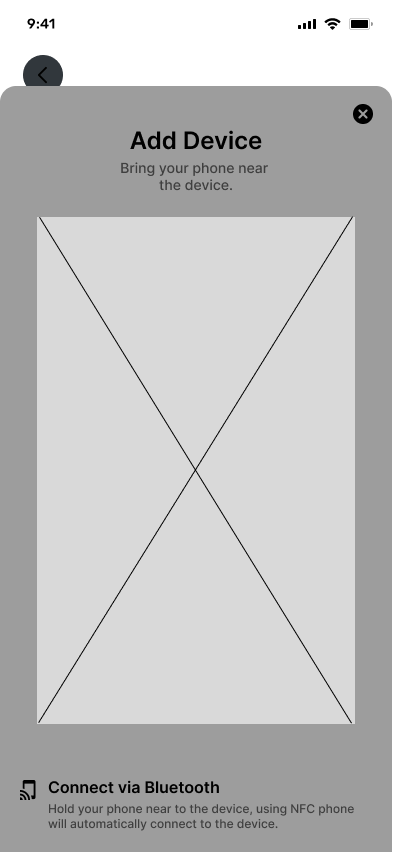 9:41
Add Device
Bring your phone near
the device.
Connect via Bluetooth
Hold your phone near to the device, using NFC phone
will automatically connect to the device.